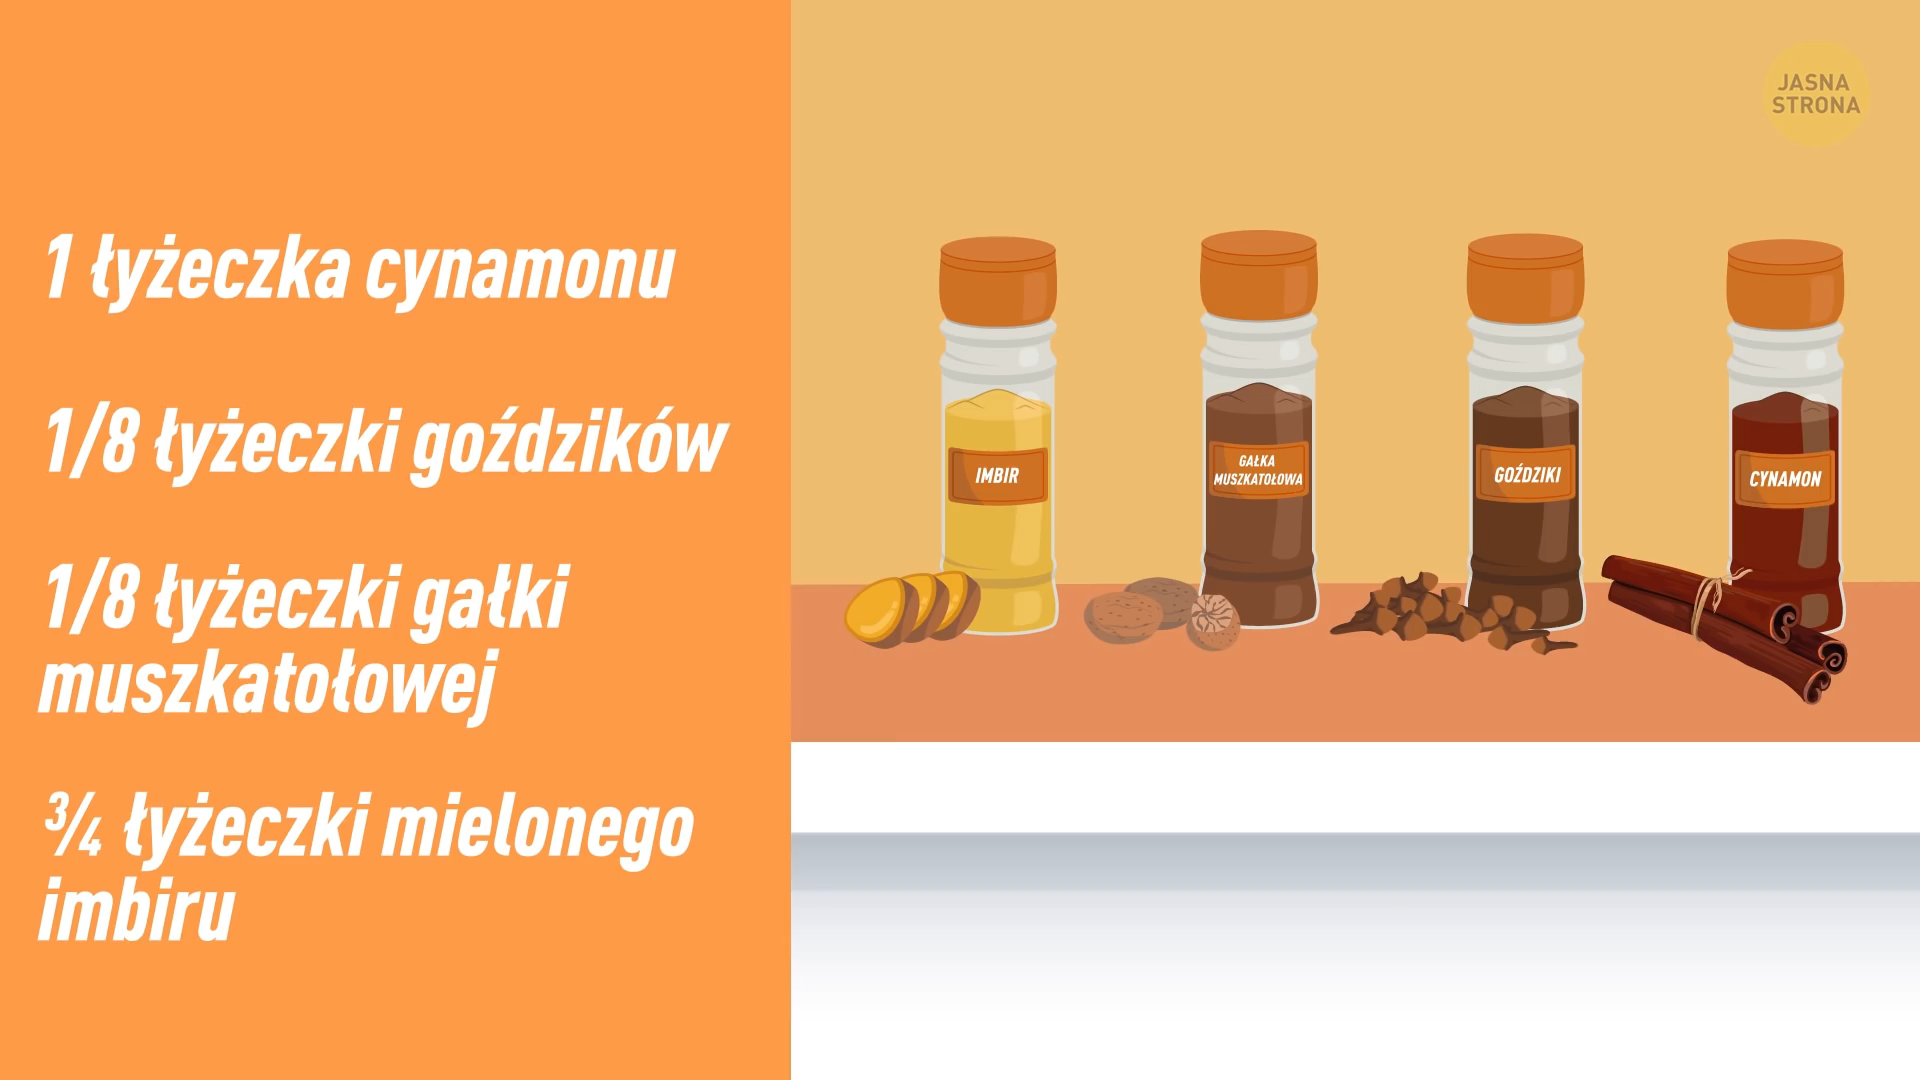 1 łyżeczka cynamonu
1/8 łyżeczki goździków
1/8 łyżeczki gałki
muszkatołowej
¾ łyżeczki mielonego
imbiru
JASNA
STRONA
IMBIR
GAŁKA
MUSZKATOŁOWA
GOŹDZIKI
CYNAMON